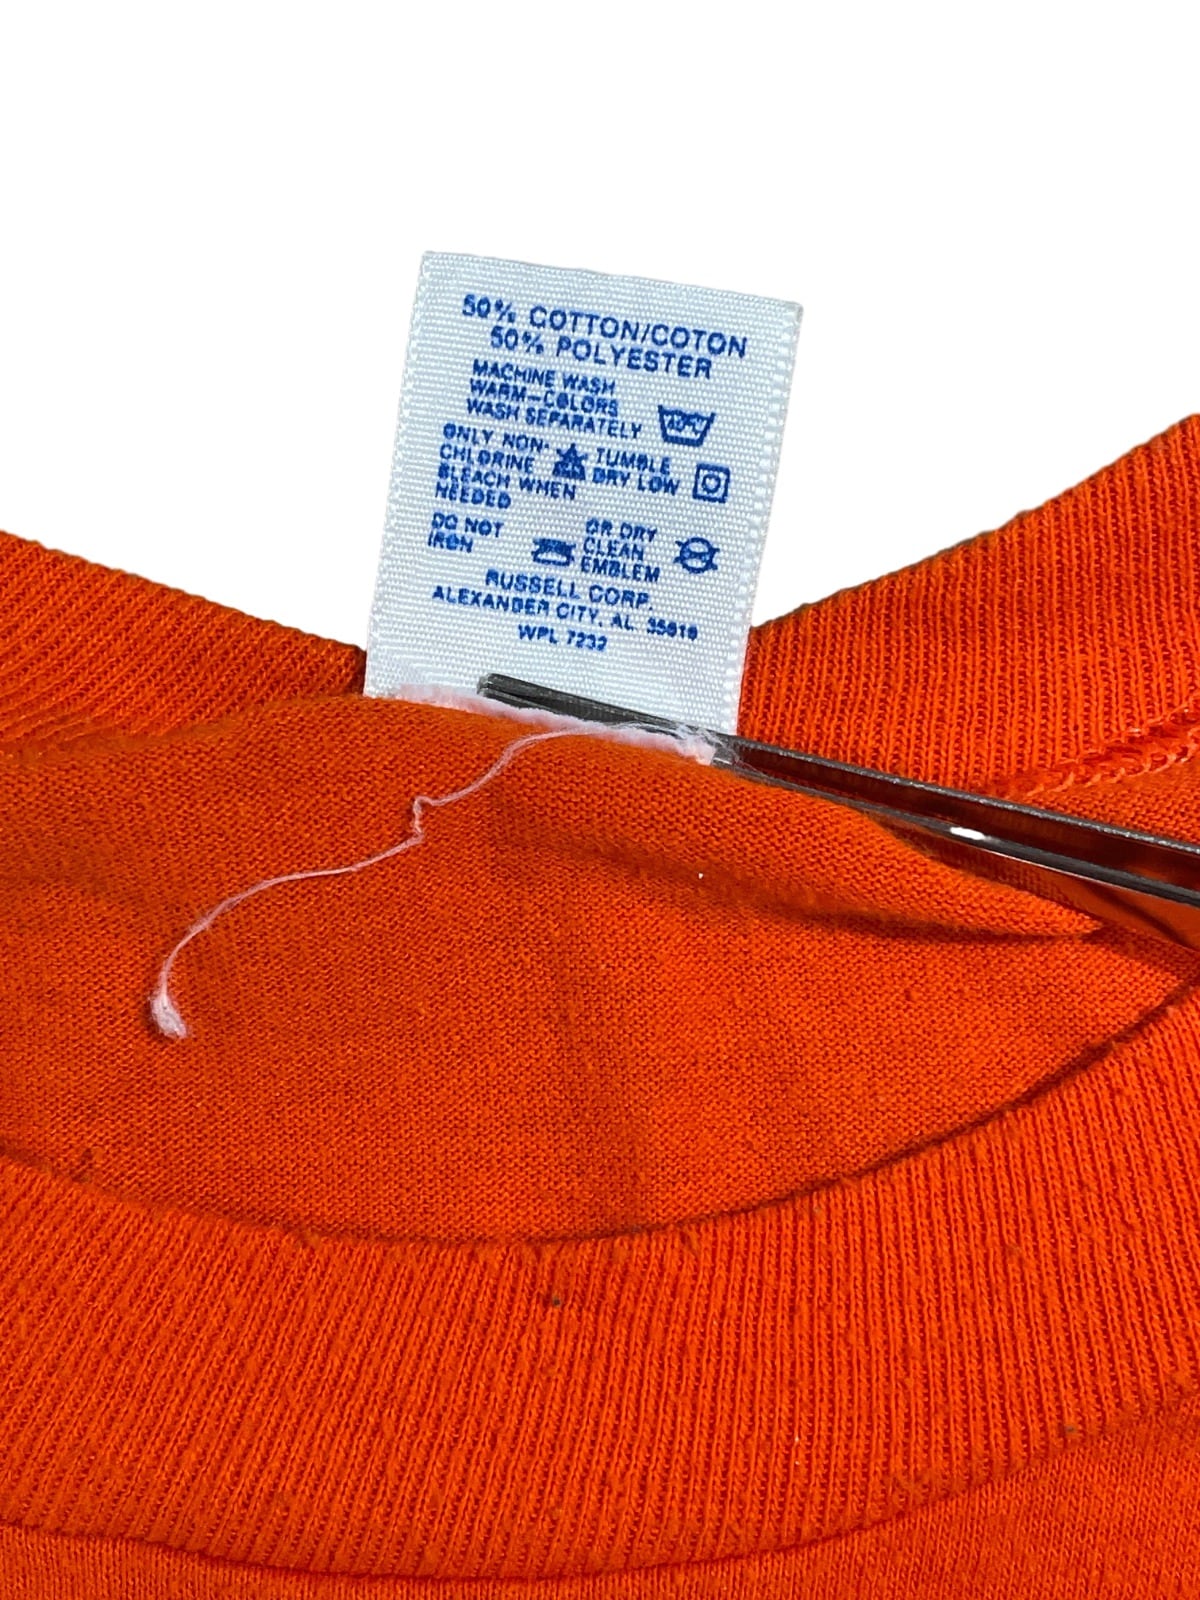 50% COTTON/COTON
50% POLYESTER
MACHINE WASH
WARM-COLORS
WASH SEPARATELY
ONLY NON-
CHLORINE
BLEACH WHEN
NEEDED
TUMBLE
DRY LOW
DO NOT
IRON
OR DRY
CLEAN
EMBLEM
RUSSELL CORP.
ALEXANDER CITY, AL
WPL 7232